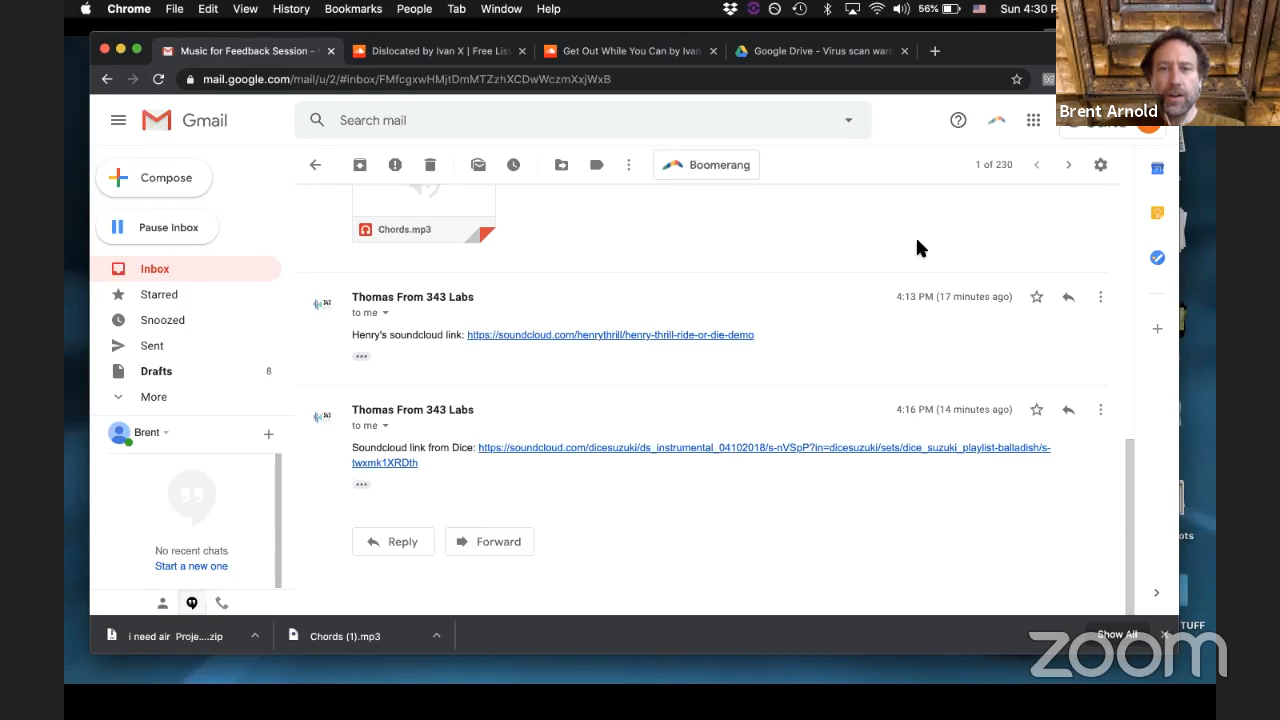 Chrome File Edit View History Bookmarks People Tab Window Help 56% Sun 4:30 P
Music for Feedback Session - Dislocated by Ivan X | Free Lis Get Out While You Can by Ivan Google Drive - Virus scan warn
mail.google.com/mail/u/2/#inbox/FMfcgxwHMjtDmMTZzhXCDwWczmXxjWxB
Brent Arnold
Gmail Search mail
Boomerang 1 of 230
Compose
Pause Inbox
Chords.mp3
Inbox
Starred
Snoozed
Sent
Drafts 8
More
Brent
No recent chats
Start a new one
Thomas From 343 Labs 4:13 PM (17 minutes ago)
to me
Henry's soundcloud link: https://soundcloud.com/henrythrill/henry-thrill-ride-or-die-demo
Thomas From 343 Labs 4:16 PM (14 minutes ago)
to me
Soundcloud link from Dice: https://soundcloud.com/dicesuzuki/ds_instrumental_04102018/s-nVSpP?in=dicesuzuki/sets/dice_suzuki_playlist-balladish/s-
twxmk1XRDth
Reply Forward
ots
i need air Proje....zip Chords (1).mp3 Show All
TUFF
zoom